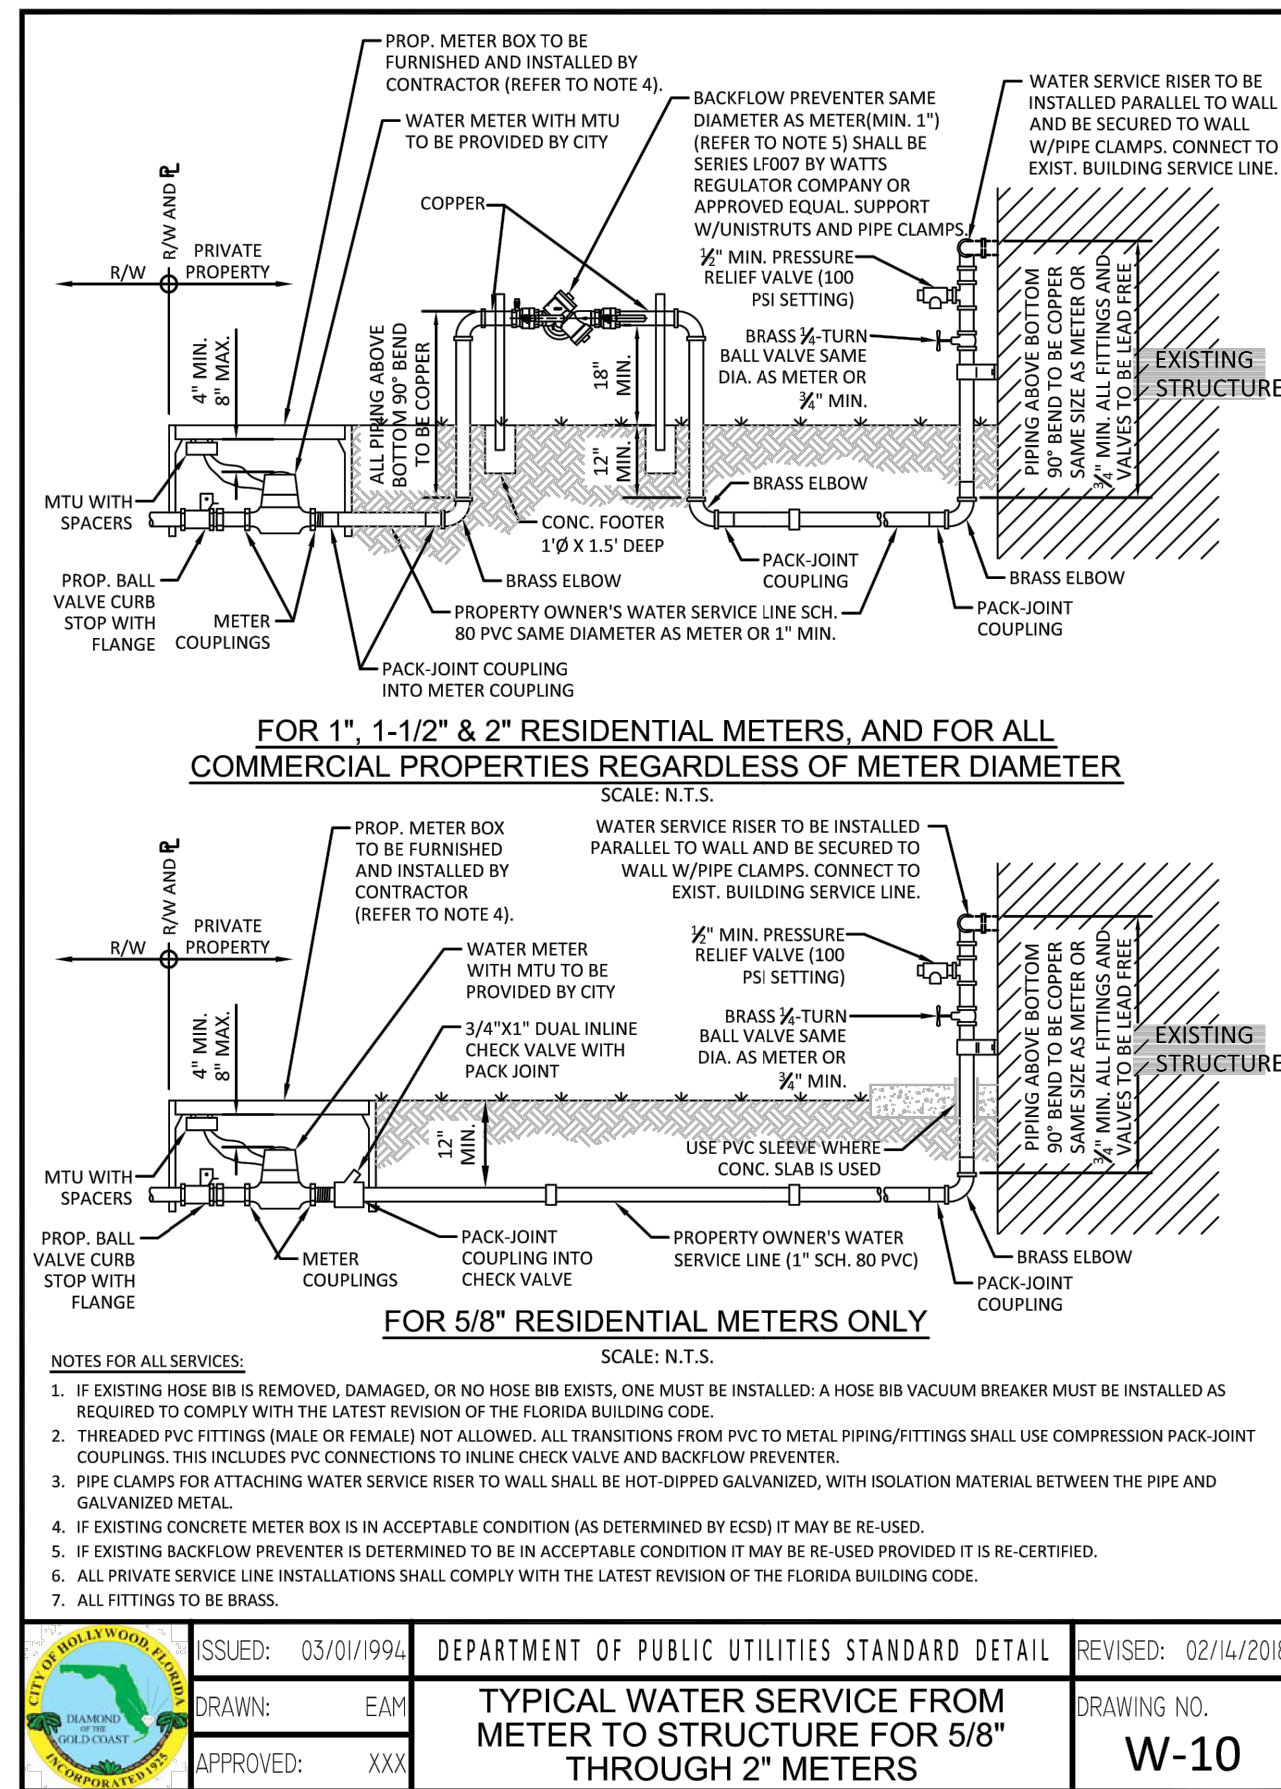 PROP. METER BOX TO BE
FURNISHED AND INSTALLED BY
CONTRACTOR (REFER TO NOTE 4).
WATER METER WITH MTU
TO BE PROVIDED BY CITY
BACKFLOW PREVENTER SAME
DIAMETER AS METER(MIN. 1")
(REFER TO NOTE 5) SHALL BE
SERIES LF007 BY WATTS
REGULATOR COMPANY OR
APPROVED EQUAL. SUPPORT
W/UNISTRUTS AND PIPE CLAMPS.
WATER SERVICE RISER TO BE
INSTALLED PARALLEL TO WALL
AND BE SECURED TO WALL
W/PIPE CLAMPS. CONNECT TO
EXIST. BUILDING SERVICE LINE.
COPPER
R/W AND PL
R/W
PRIVATE
PROPERTY
4" MIN.
8" MAX.
ALL PIPING ABOVE
BOTTOM 90° BEND
TO BE COPPER
18"
MIN.
12"
MIN.
½" MIN. PRESSURE
RELIEF VALVE (100
PSI SETTING)
BRASS ¼-TURN
BALL VALVE SAME
DIA. AS METER OR
¾" MIN.
PIPING ABOVE BOTTOM
90° BEND TO BE COPPER
SAME SIZE AS METER OR
¾" MIN. ALL FITTINGS AND
VALVES TO BE LEAD FREE
EXISTING
STRUCTURE
MTU WITH
SPACERS
PROP. BALL
VALVE CURB
STOP WITH
FLANGE
METER
COUPLINGS
CONC. FOOTER
1'Ø X 1.5' DEEP
BRASS ELBOW
BRASS ELBOW
PACK-JOINT
COUPLING
BRASS ELBOW
PACK-JOINT
COUPLING
PROPERTY OWNER'S WATER SERVICE LINE SCH.
80 PVC SAME DIAMETER AS METER OR 1" MIN.
PACK-JOINT COUPLING
INTO METER COUPLING
FOR 1", 1-1/2" & 2" RESIDENTIAL METERS, AND FOR ALL
COMMERCIAL PROPERTIES REGARDLESS OF METER DIAMETER
SCALE: N.T.S.
PROP. METER BOX
TO BE FURNISHED
AND INSTALLED BY
CONTRACTOR
(REFER TO NOTE 4).
WATER SERVICE RISER TO BE INSTALLED
PARALLEL TO WALL AND BE SECURED TO
WALL W/PIPE CLAMPS. CONNECT TO
EXIST. BUILDING SERVICE LINE.
R/W AND PL
R/W
PRIVATE
PROPERTY
4" MIN.
8" MAX.
WATER METER
WITH MTU TO BE
PROVIDED BY CITY
3/4"X1" DUAL INLINE
CHECK VALVE WITH
PACK JOINT
½" MIN. PRESSURE
RELIEF VALVE (100
PSI SETTING)
BRASS ¼-TURN
BALL VALVE SAME
DIA. AS METER OR
¾" MIN.
12"
MIN.
USE PVC SLEEVE WHERE
CONC. SLAB IS USED
PIPING ABOVE BOTTOM
90° BEND TO BE COPPER
SAME SIZE AS METER OR
¾" MIN. ALL FITTINGS AND
VALVES TO BE LEAD FREE
EXISTING
STRUCTURE
MTU WITH
SPACERS
PROP. BALL
VALVE CURB
STOP WITH
FLANGE
METER
COUPLINGS
PACK-JOINT
COUPLING INTO
CHECK VALVE
PROPERTY OWNER'S WATER
SERVICE LINE (1" SCH. 80 PVC)
BRASS ELBOW
PACK-JOINT
COUPLING
FOR 5/8" RESIDENTIAL METERS ONLY
SCALE: N.T.S.
NOTES FOR ALL SERVICES:
1. IF EXISTING HOSE BIB IS REMOVED, DAMAGED, OR NO HOSE BIB EXISTS, ONE MUST BE INSTALLED: A HOSE BIB VACUUM BREAKER MUST BE INSTALLED AS
REQUIRED TO COMPLY WITH THE LATEST REVISION OF THE FLORIDA BUILDING CODE.
2. THREADED PVC FITTINGS (MALE OR FEMALE) NOT ALLOWED. ALL TRANSITIONS FROM PVC TO METAL PIPING/FITTINGS SHALL USE COMPRESSION PACK-JOINT
COUPLINGS. THIS INCLUDES PVC CONNECTIONS TO INLINE CHECK VALVE AND BACKFLOW PREVENTER.
3. PIPE CLAMPS FOR ATTACHING WATER SERVICE RISER TO WALL SHALL BE HOT-DIPPED GALVANIZED, WITH ISOLATION MATERIAL BETWEEN THE PIPE AND
GALVANIZED METAL.
4. IF EXISTING CONCRETE METER BOX IS IN ACCEPTABLE CONDITION (AS DETERMINED BY ECSD) IT MAY BE RE-USED.
5. IF EXISTING BACKFLOW PREVENTER IS DETERMINED TO BE IN ACCEPTABLE CONDITION IT MAY BE RE-USED PROVIDED IT IS RE-CERTIFIED.
6. ALL PRIVATE SERVICE LINE INSTALLATIONS SHALL COMPLY WITH THE LATEST REVISION OF THE FLORIDA BUILDING CODE.
7. ALL FITTINGS TO BE BRASS.
CITY OF HOLLYWOOD, FLORIDA
DIAMOND
OF THE
GOLD COAST
INCORPORATED 1925
ISSUED: 03/01/1994
DRAWN: EAM
APPROVED: XXX
DEPARTMENT OF PUBLIC UTILITIES STANDARD DETAIL
TYPICAL WATER SERVICE FROM
METER TO STRUCTURE FOR 5/8"
THROUGH 2" METERS
REVISED: 02/14/2018
DRAWING NO.
W-10